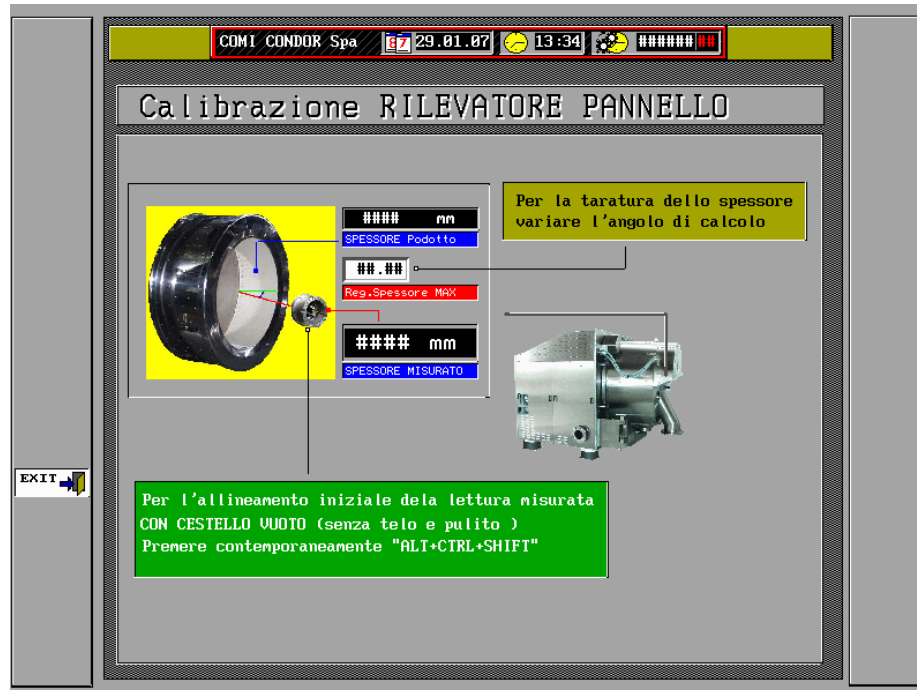 COMI CONDOR Spa 29.01.07 13:34 ########
Calibrazione RILEVATORE PANNELLO
Per la taratura dello spessore
variare l'angolo di calcolo
#### mm
SPESSORE Podotto
##.##
Reg.Spessore MAX
#### mm
SPESSORE MISURATO
EXIT
Per l'allineamento iniziale dela lettura misurata
CON CESTELLO VUOTO (senza telo e pulito )
Premere contemporaneamente "ALT+CTRL+SHIFT"